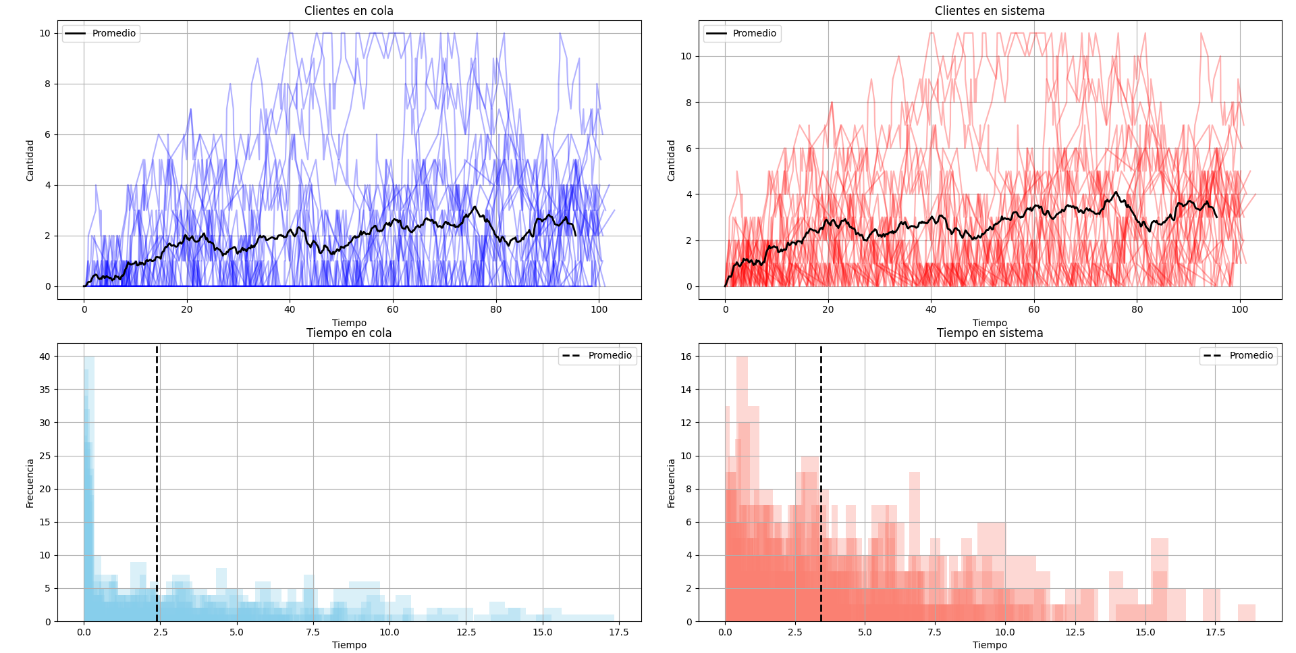 Clientes en cola
Promedio
Cantidad
10
8
6
4
2
0
0 20 40 60 80 100
Tiempo
Clientes en sistema
Promedio
Cantidad
10
8
6
4
2
0
0 20 40 60 80 100
Tiempo
Tiempo en cola
Promedio
Frecuencia
40
35
30
25
20
15
10
5
0
0.0 2.5 5.0 7.5 10.0 12.5 15.0 17.5
Tiempo
Tiempo en sistema
Promedio
Frecuencia
16
14
12
10
8
6
4
2
0
0.0 2.5 5.0 7.5 10.0 12.5 15.0 17.5
Tiempo